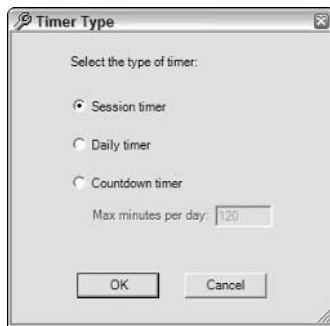 Timer Type
Select the type of timer:
Session timer
Daily timer
Countdown timer
Max minutes per day: 120
OK Cancel